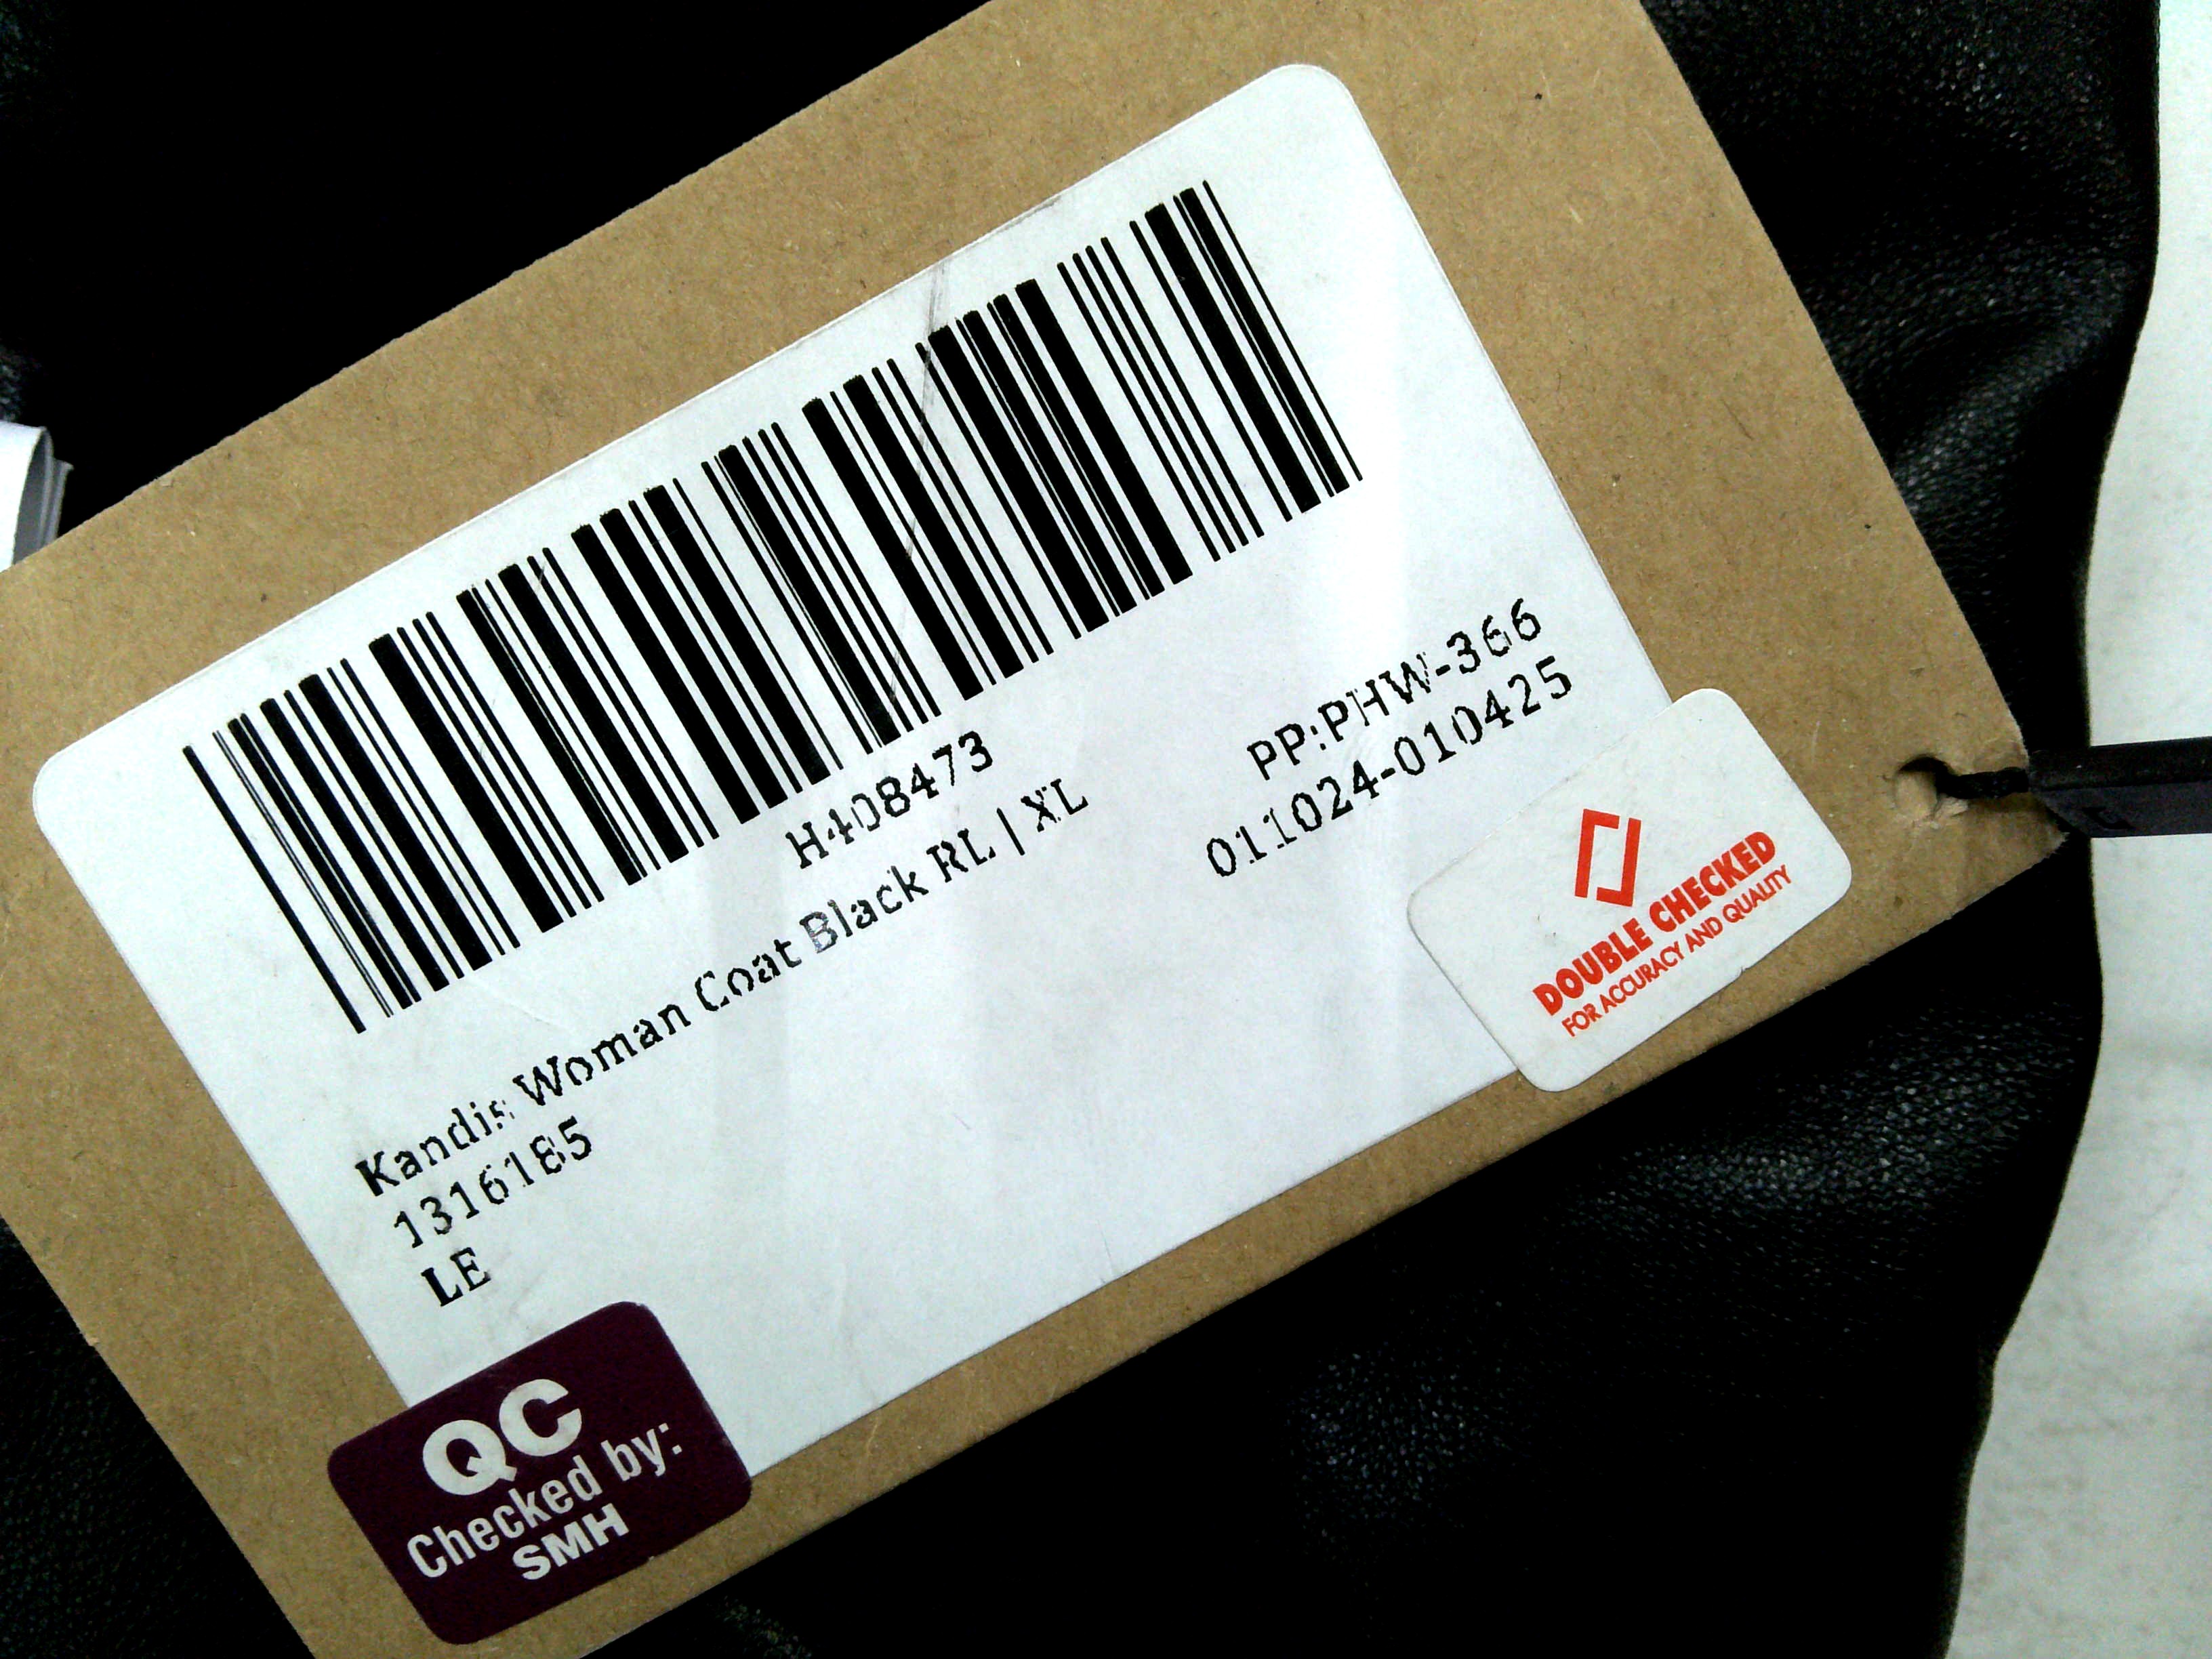 H408473
Kandis Woman Coat Black RL | XL
1316185
LE
PP:PHW-366
011024-010425
DOUBLE CHECKED
FOR ACCURACY AND QUALITY
QC
Checked by:
SMH